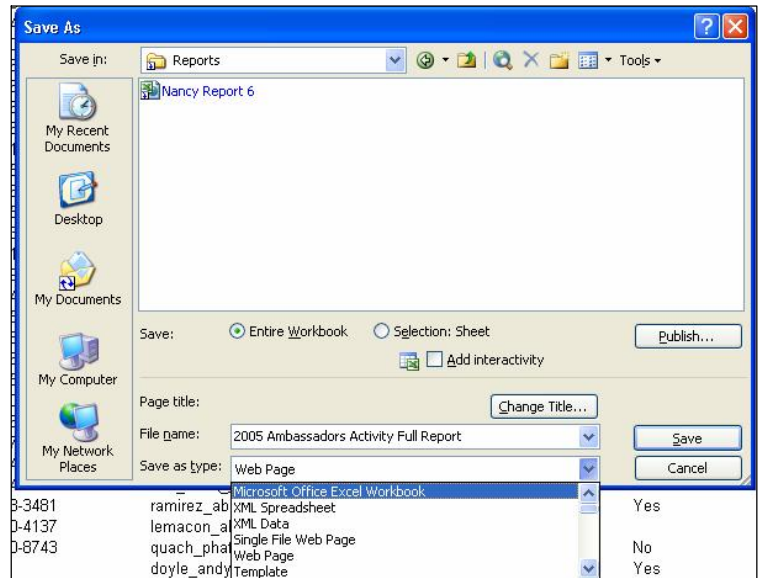 Save As
Save in: Reports Tools
Nancy Report 6
My Recent
Documents
Desktop
My Documents
My Computer
My Network
Places
Save: Entire Workbook Selection: Sheet Publish...
Add interactivity
Page title: Change Title...
File name: 2005 Ambassadors Activity Full Report Save
Save as type: Web Page Cancel
Microsoft Office Excel Workbook
XML Spreadsheet
XML Data
Single File Web Page
Web Page
Template
3-3481 ramirez_ab Yes
0-4137 lemacon_al
0-8743 quach_phat No
doyle_andy Yes